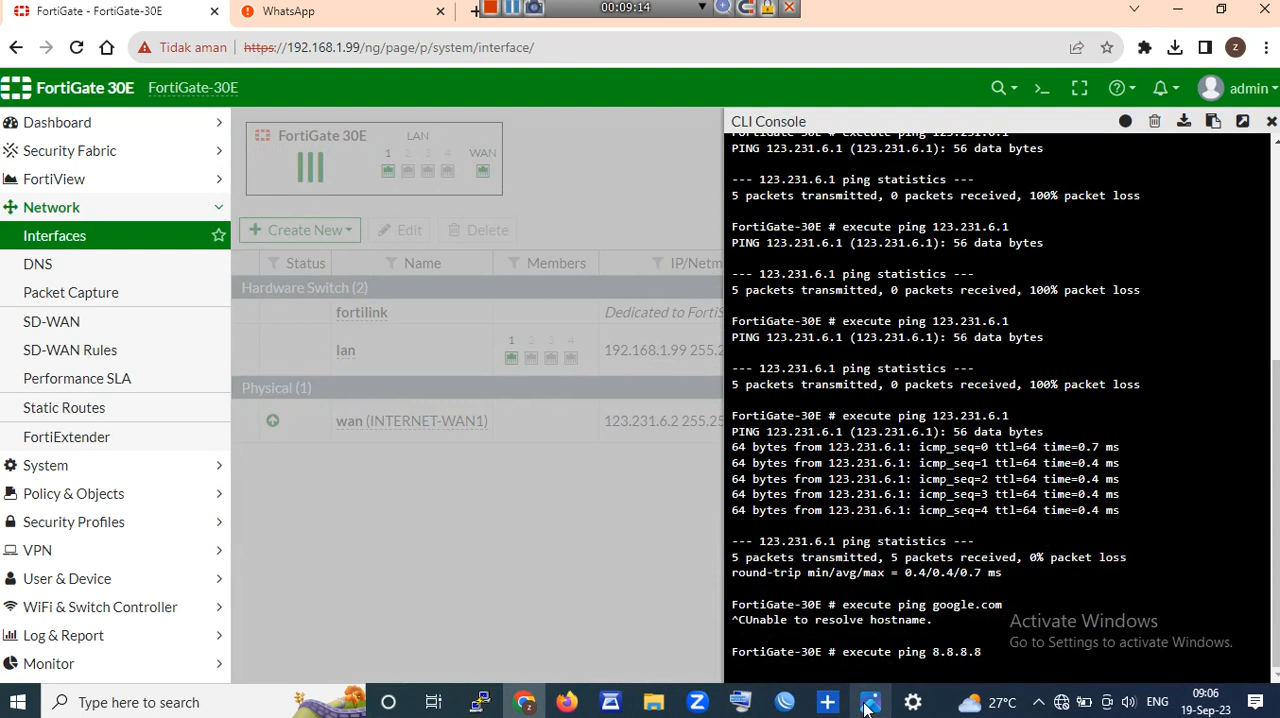 FortiGate - FortiGate-30E
WhatsApp
00:09:14
Tidak aman
https://192.168.1.99/ng/page/p/system/interface/
Z
FortiGate 30E
FortiGate-30E
admin
Dashboard
Security Fabric
FortiView
Network
Interfaces
DNS
Packet Capture
SD-WAN
SD-WAN Rules
Performance SLA
Static Routes
FortiExtender
System
Policy & Objects
Security Profiles
VPN
User & Device
WiFi & Switch Controller
Log & Report
Monitor
FortiGate 30E
LAN
1 2 3 4 WAN
Create New
Edit
Delete
Status Name Members IP/Netm
Hardware Switch (2)
fortilink Dedicated to FortiS
1 2 3 4
lan 192.168.1.99 255.2
Physical (1)
wan (INTERNET-WAN1) 123.231.6.2 255.25
CLI Console
FortiGate-30E # execute ping 123.231.6.1
PING 123.231.6.1 (123.231.6.1): 56 data bytes
--- 123.231.6.1 ping statistics ---
5 packets transmitted, 0 packets received, 100% packet loss
FortiGate-30E # execute ping 123.231.6.1
PING 123.231.6.1 (123.231.6.1): 56 data bytes
--- 123.231.6.1 ping statistics ---
5 packets transmitted, 0 packets received, 100% packet loss
FortiGate-30E # execute ping 123.231.6.1
PING 123.231.6.1 (123.231.6.1): 56 data bytes
--- 123.231.6.1 ping statistics ---
5 packets transmitted, 0 packets received, 100% packet loss
FortiGate-30E # execute ping 123.231.6.1
PING 123.231.6.1 (123.231.6.1): 56 data bytes
64 bytes from 123.231.6.1: icmp_seq=0 ttl=64 time=0.7 ms
64 bytes from 123.231.6.1: icmp_seq=1 ttl=64 time=0.4 ms
64 bytes from 123.231.6.1: icmp_seq=2 ttl=64 time=0.4 ms
64 bytes from 123.231.6.1: icmp_seq=3 ttl=64 time=0.4 ms
64 bytes from 123.231.6.1: icmp_seq=4 ttl=64 time=0.4 ms
--- 123.231.6.1 ping statistics ---
5 packets transmitted, 5 packets received, 0% packet loss
round-trip min/avg/max = 0.4/0.4/0.7 ms
FortiGate-30E # execute ping google.com
^CUnable to resolve hostname.
FortiGate-30E # execute ping 8.8.8.8
Activate Windows
Go to Settings to activate Windows.
Type here to search
27°C
ENG
09:06
19-Sep-23